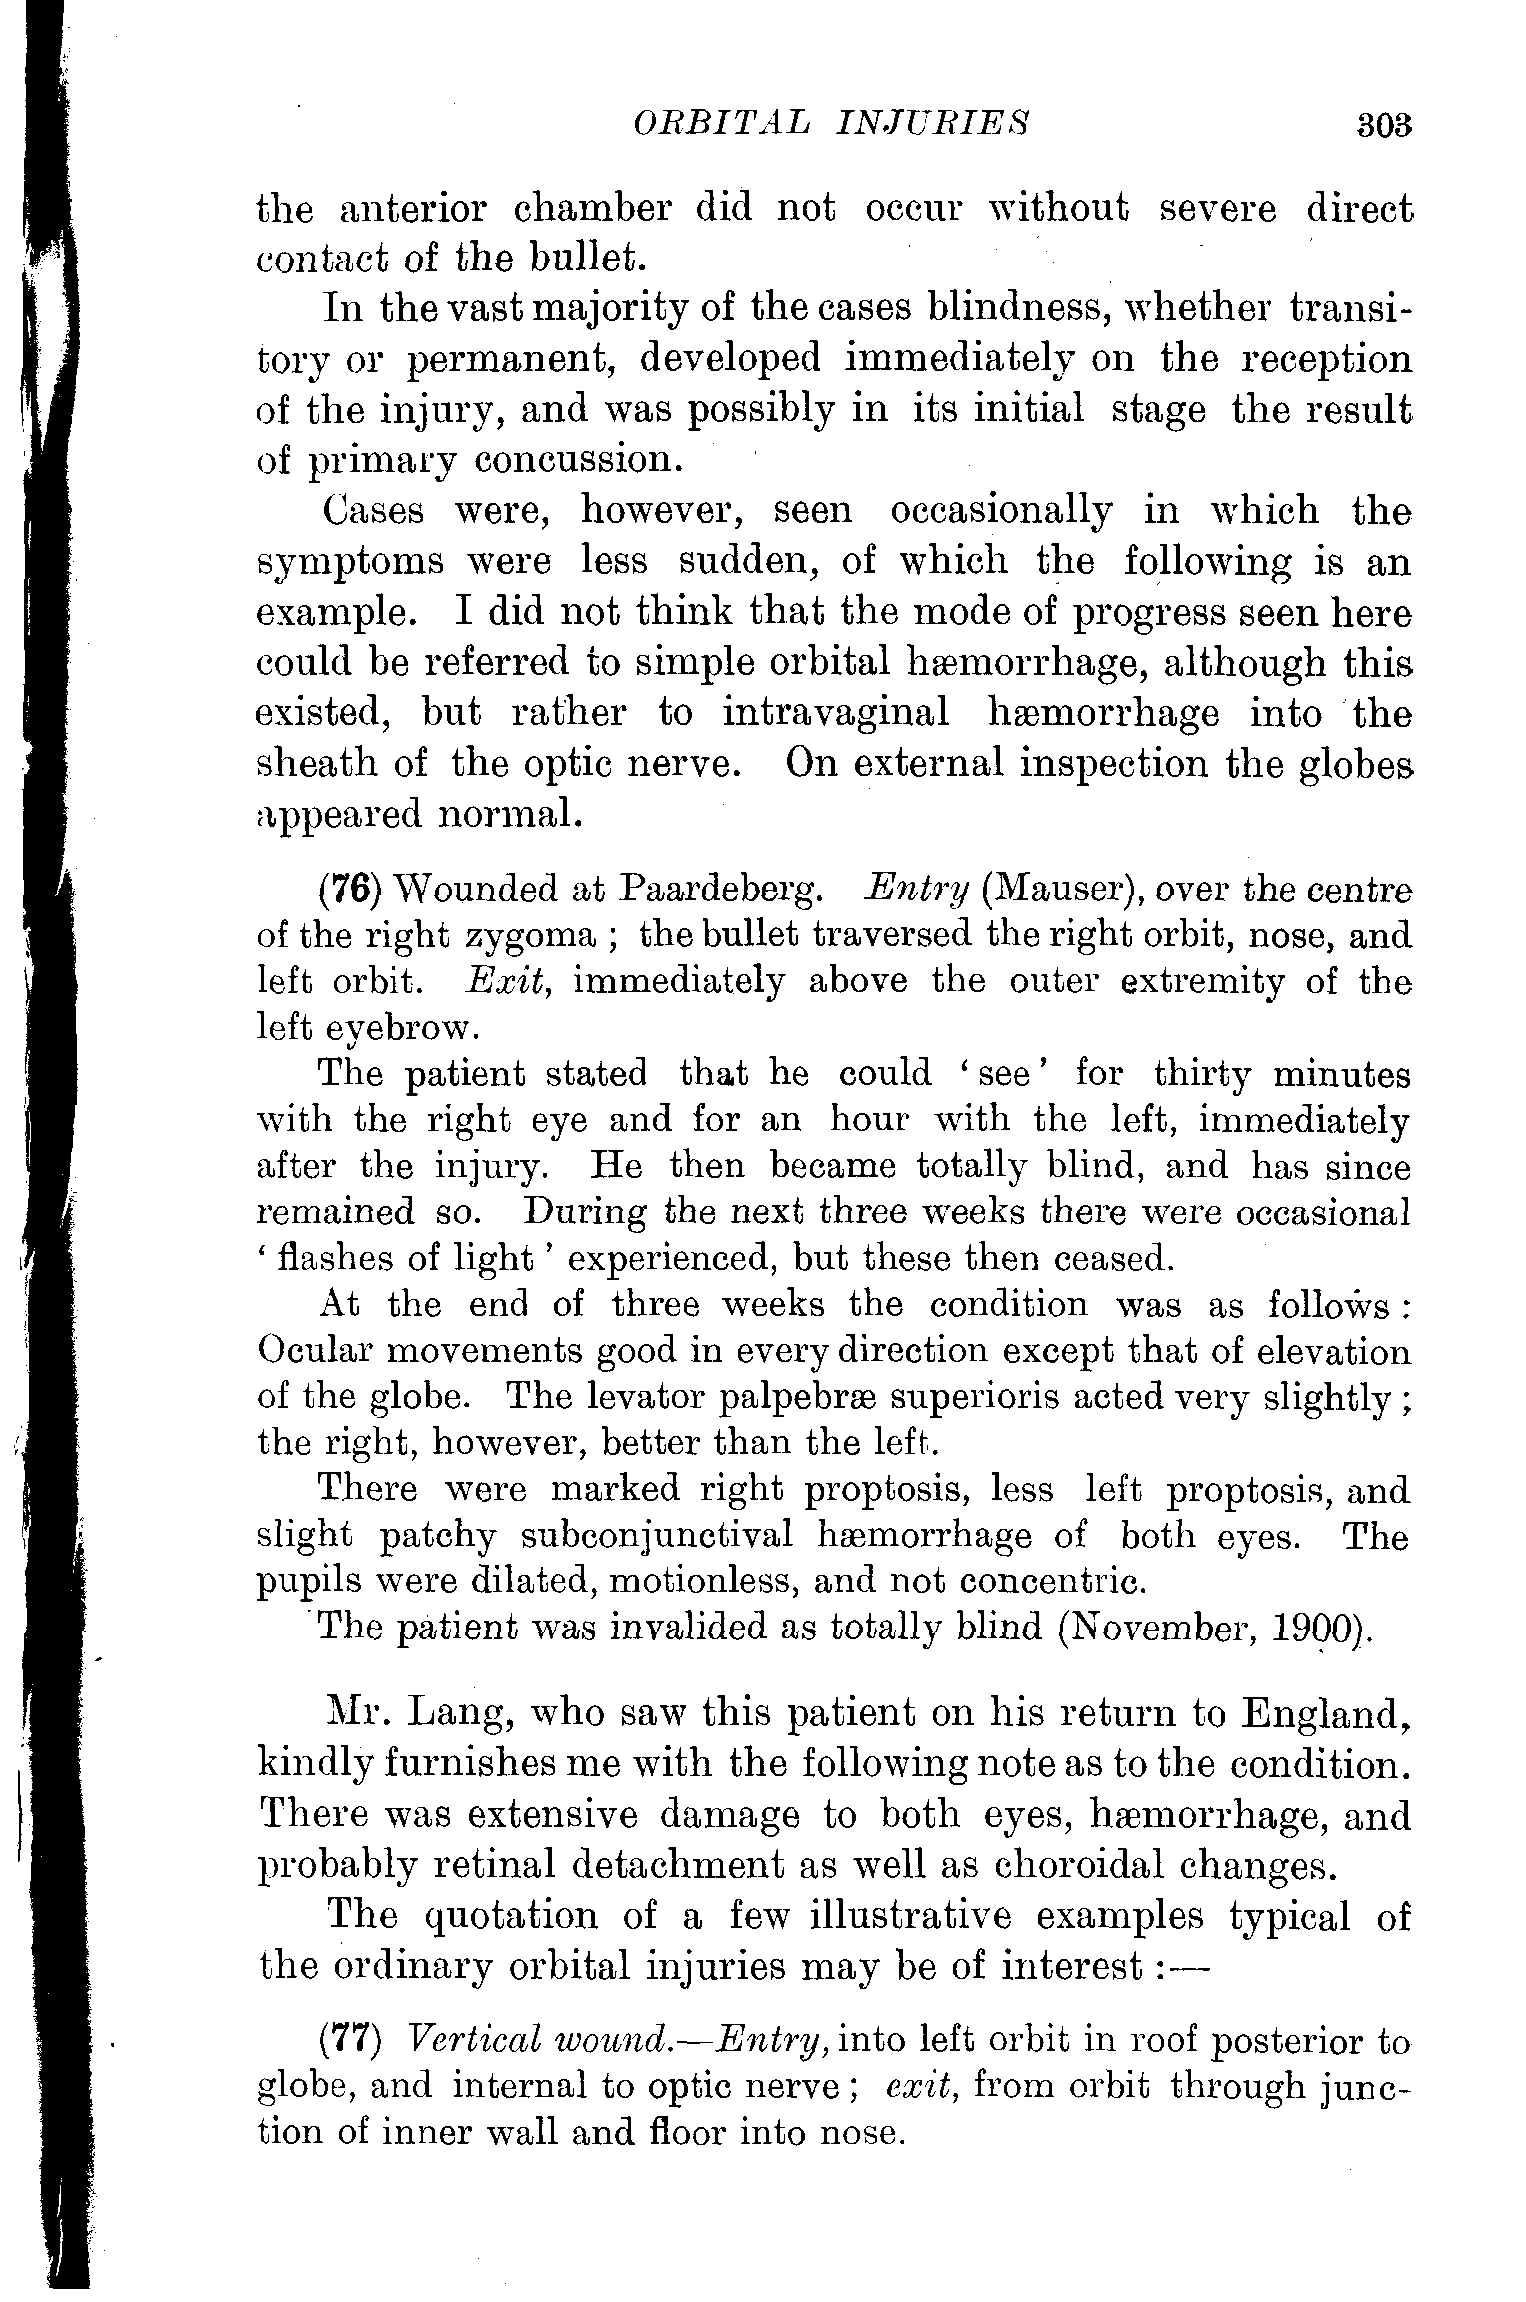 ORBITAL INJURIES 303
the anterior chamber did not occur without severe direct
contact of the bullet.
In the vast majority of the cases blindness, whether transi-
tory or permanent, developed immediately on the reception
of the injury, and was possibly in its initial stage the result
of primary concussion.
Cases were, however, seen occasionally in which the
symptoms were less sudden, of which the following is an
example. I did not think that the mode of progress seen here
could be referred to simple orbital hæmorrhage, although this
existed, but rather to intravaginal hæmorrhage into the
sheath of the optic nerve. On external inspection the globes
appeared normal.
(76) Wounded at Paardeberg. Entry (Mauser), over the centre
of the right zygoma ; the bullet traversed the right orbit, nose, and
left orbit. Exit, immediately above the outer extremity of the
left eyebrow.
The patient stated that he could ‘ see ’ for thirty minutes
with the right eye and for an hour with the left, immediately
after the injury. He then became totally blind, and has since
remained so. During the next three weeks there were occasional
‘ flashes of light ’ experienced, but these then ceased.
At the end of three weeks the condition was as follows :
Ocular movements good in every direction except that of elevation
of the globe. The levator palpebræ superioris acted very slightly ;
the right, however, better than the left.
There were marked right proptosis, less left proptosis, and
slight patchy subconjunctival hæmorrhage of both eyes. The
pupils were dilated, motionless, and not concentric.
The patient was invalided as totally blind (November, 1900).
Mr. Lang, who saw this patient on his return to England,
kindly furnishes me with the following note as to the condition.
There was extensive damage to both eyes, hæmorrhage, and
probably retinal detachment as well as choroidal changes.
The quotation of a few illustrative examples typical of
the ordinary orbital injuries may be of interest :—
(77) Vertical wound.—Entry, into left orbit in roof posterior to
globe, and internal to optic nerve ; exit, from orbit through junc-
tion of inner wall and floor into nose.